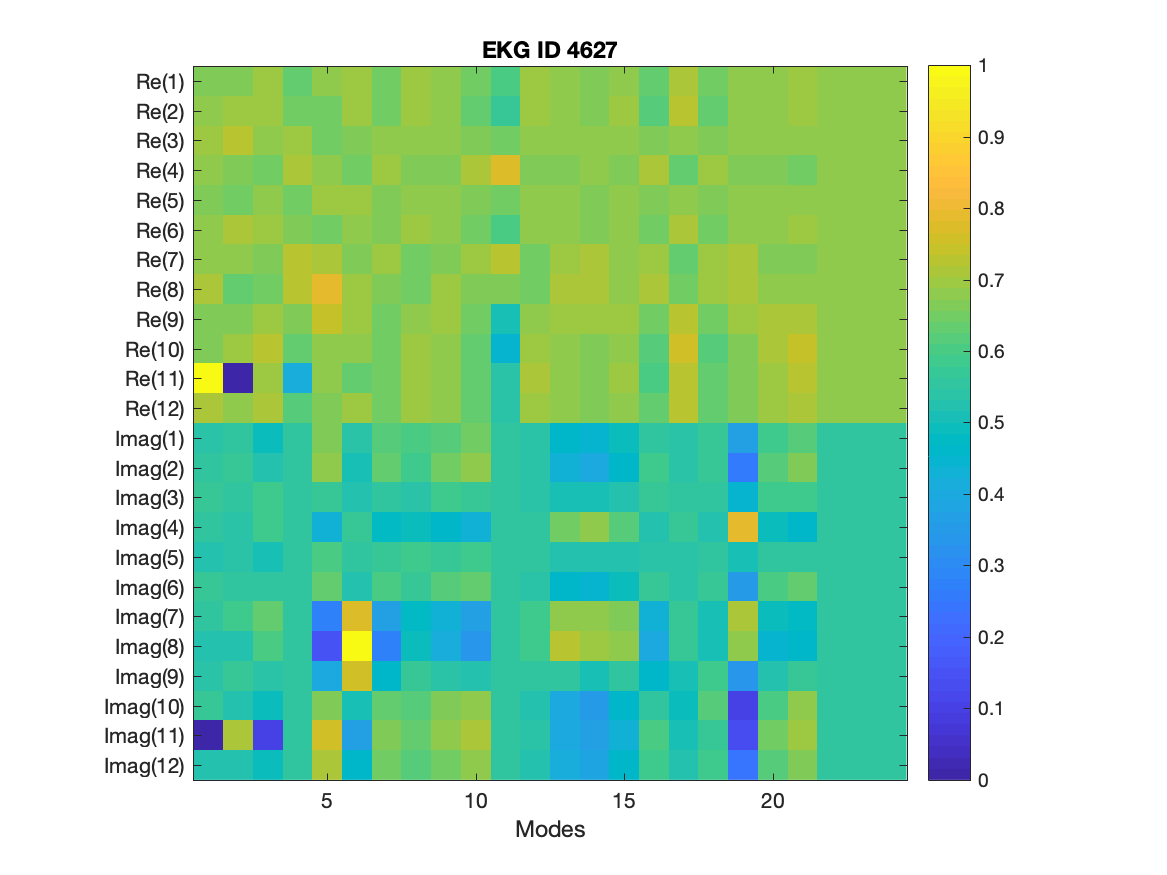 EKG ID 4627
Re(1)
Re(2)
Re(3)
Re(4)
Re(5)
Re(6)
Re(7)
Re(8)
Re(9)
Re(10)
Re(11)
Re(12)
Imag(1)
Imag(2)
Imag(3)
Imag(4)
Imag(5)
Imag(6)
Imag(7)
Imag(8)
Imag(9)
Imag(10)
Imag(11)
Imag(12)
5 10 15 20
Modes
1
0.9
0.8
0.7
0.6
0.5
0.4
0.3
0.2
0.1
0